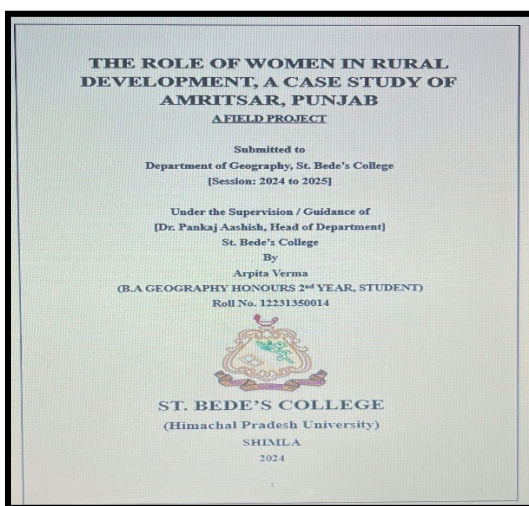 THE ROLE OF WOMEN IN RURAL
DEVELOPMENT, A CASE STUDY OF
AMRITSAR, PUNJAB
A FIELD PROJECT
Submitted to
Department of Geography, St. Bede's College
[Session: 2024 to 2025]
Under the Supervision / Guidance of
[Dr. Pankaj Aashish, Head of Department]
St. Bede's College
By
Arpita Verma
(B.A GEOGRAPHY HONOURS 2nd YEAR, STUDENT)
Roll No. 12231350014
ST. BEDE'S COLLEGE
(Himachal Pradesh University)
SHIMLA
2024